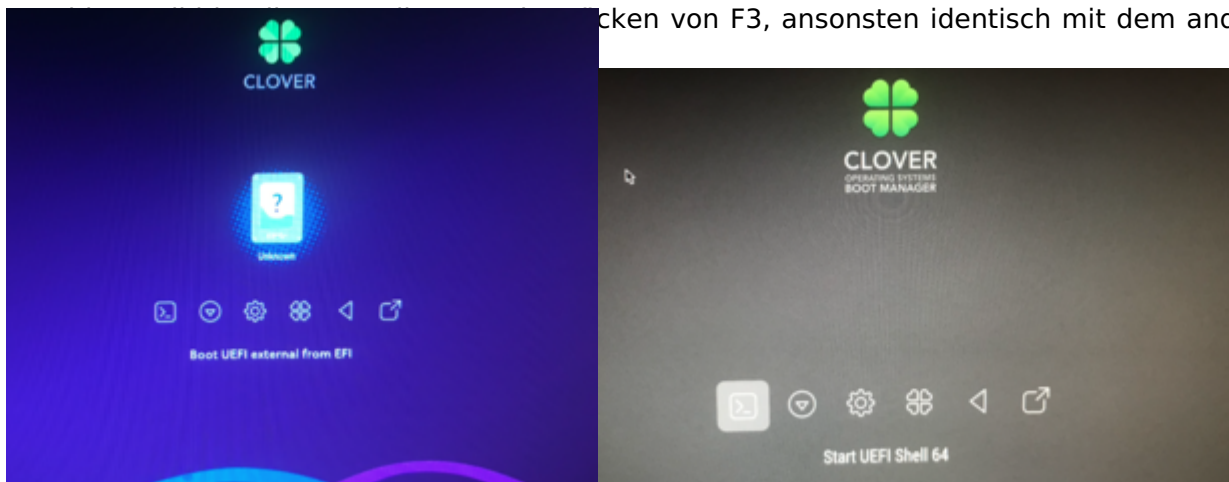 cken von F3, ansonsten identisch mit dem and
CLOVER
Unknown
Boot UEFI external from EFI
CLOVER
OPERATING SYSTEMS
BOOT MANAGER
Start UEFI Shell 64